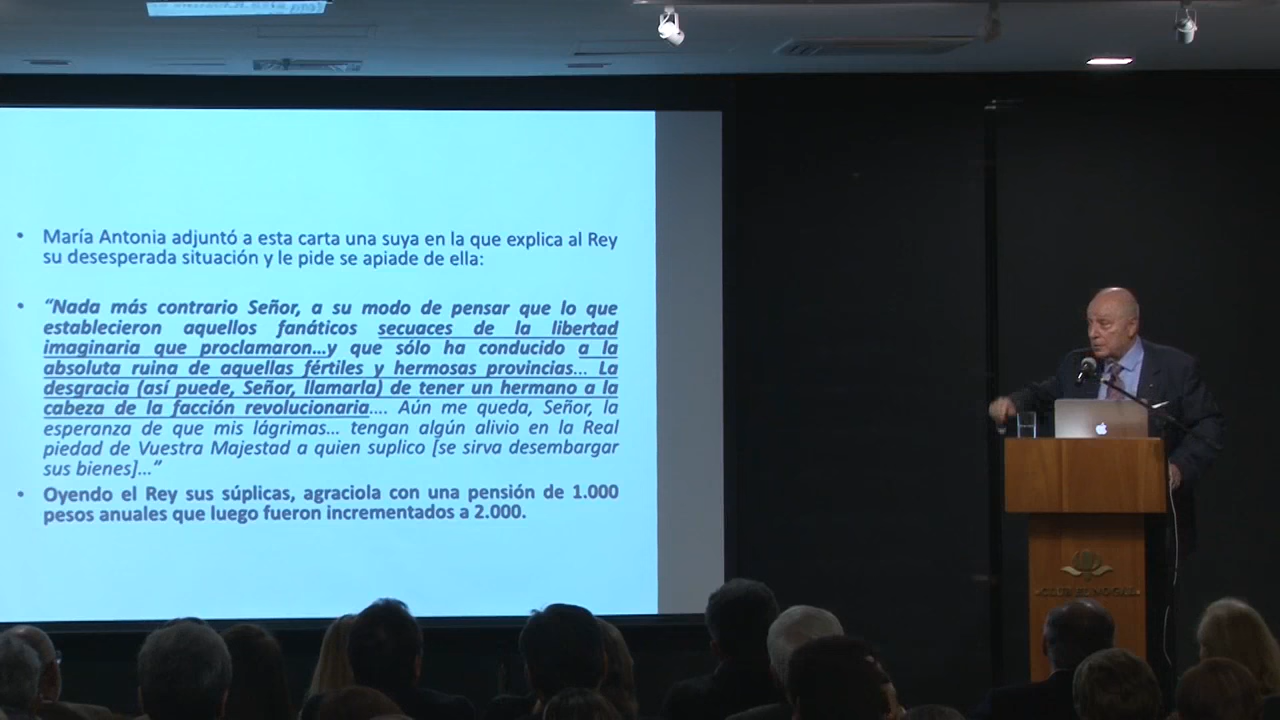 • María Antonia adjuntó a esta carta una suya en la que explica al Rey
su desesperada situación y le pide se apiade de ella:
• “Nada más contrario Señor, a su modo de pensar que lo que
establecieron aquellos fanáticos secuaces de la libertad
imaginaria que proclamaron...y que sólo ha conducido a la
absoluta ruina de aquellas fértiles y hermosas provincias... La
desgracia (así puede, Señor, llamarla) de tener un hermano a la
cabeza de la facción revolucionaria.... Aún me queda, Señor, la
esperanza de que mis lágrimas... tengan algún alivio en la Real
piedad de Vuestra Majestad a quien suplico [se sirva desembargar
sus bienes]...”
• Oyendo el Rey sus súplicas, agraciola con una pensión de 1.000
pesos anuales que luego fueron incrementados a 2.000.
CLUB EL NOGAL